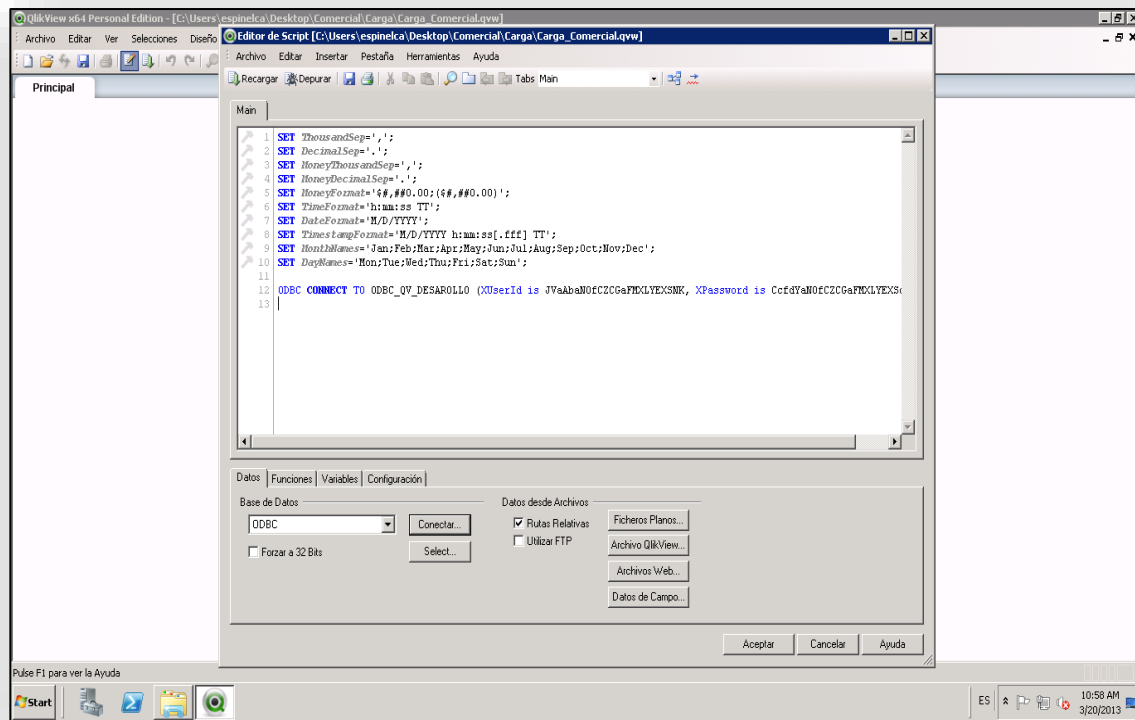 QlikView x64 Personal Edition - [C:\Users\espinelca\Desktop\Comercial\Carga\Carga_Comercial.qvw]
Archivo Editar Ver Selecciones Diseño
Principal
Editor de Script [C:\Users\espinelca\Desktop\Comercial\Carga\Carga_Comercial.qvw]
Archivo Editar Insertar Pestaña Herramientas Ayuda
Recargar Depurar Tabs Main
Main
1 SET ThousandSep=',';
2 SET DecimalSep='.';
3 SET MoneyThousandSep=',';
4 SET MoneyDecimalSep='.';
5 SET MoneyFormat='$#,##0.00;($#,##0.00)';
6 SET TimeFormat='h:mm:ss TT';
7 SET DateFormat='M/D/YYYY';
8 SET TimestampFormat='M/D/YYYY h:mm:ss[.fff] TT';
9 SET MonthNames='Jan;Feb;Mar;Apr;May;Jun;Jul;Aug;Sep;Oct;Nov;Dec';
10 SET DayNames='Mon;Tue;Wed;Thu;Fri;Sat;Sun';
11
12 ODBC CONNECT TO ODBC_QV_DESAROLLO (XUserId is JVaAbaNOfCZCGaFMXLYEXSNK, XPassword is CcfdYaNOfCZCGaFMXLYEXS
13
Datos Funciones Variables Configuración
Base de Datos
ODBC
Conectar...
Forzar a 32 Bits
Select...
Datos desde Archivos
Rutas Relativas
Utilizar FTP
Ficheros Planos...
Archivo QlikView...
Archivos Web...
Datos de Campo...
Aceptar Cancelar Ayuda
Pulse F1 para ver la Ayuda
Start
ES
10:58 AM
3/20/2013